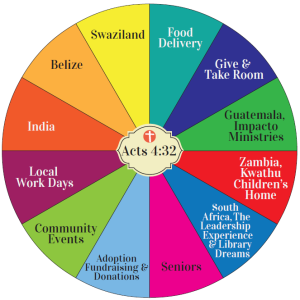 Swaziland
Food
Delivery
Give &
Take Room
Guatemala,
Impacto
Ministries
Zambia,
Kwathu
Children's
Home
South
Africa, The
Leadership
Experience
& Library
Dreams
Seniors
Adoption
Fundraising &
Donations
Community
Events
Local
Work Days
India
Belize
Acts 4:32